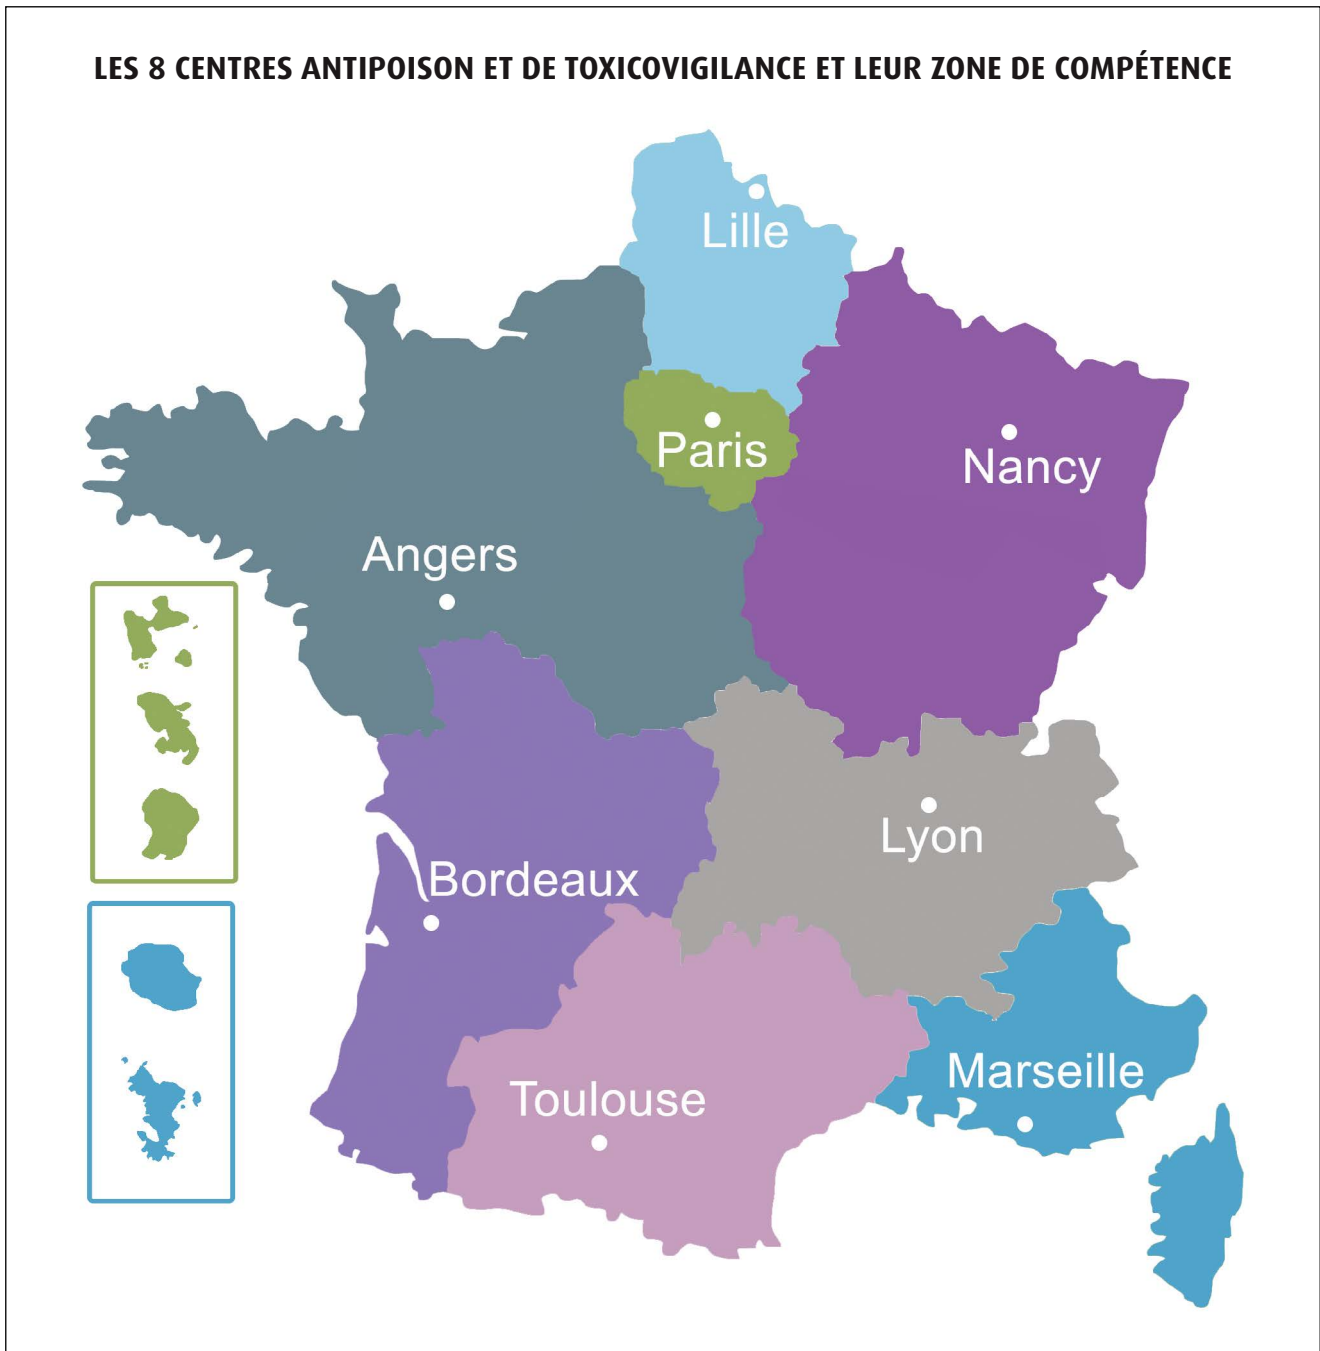 LES 8 CENTRES ANTIPOISON ET DE TOXICOVIGILANCE ET LEUR ZONE DE COMPÉTENCE
Lille
Paris
Nancy
Angers
Lyon
Bordeaux
Marseille
Toulouse